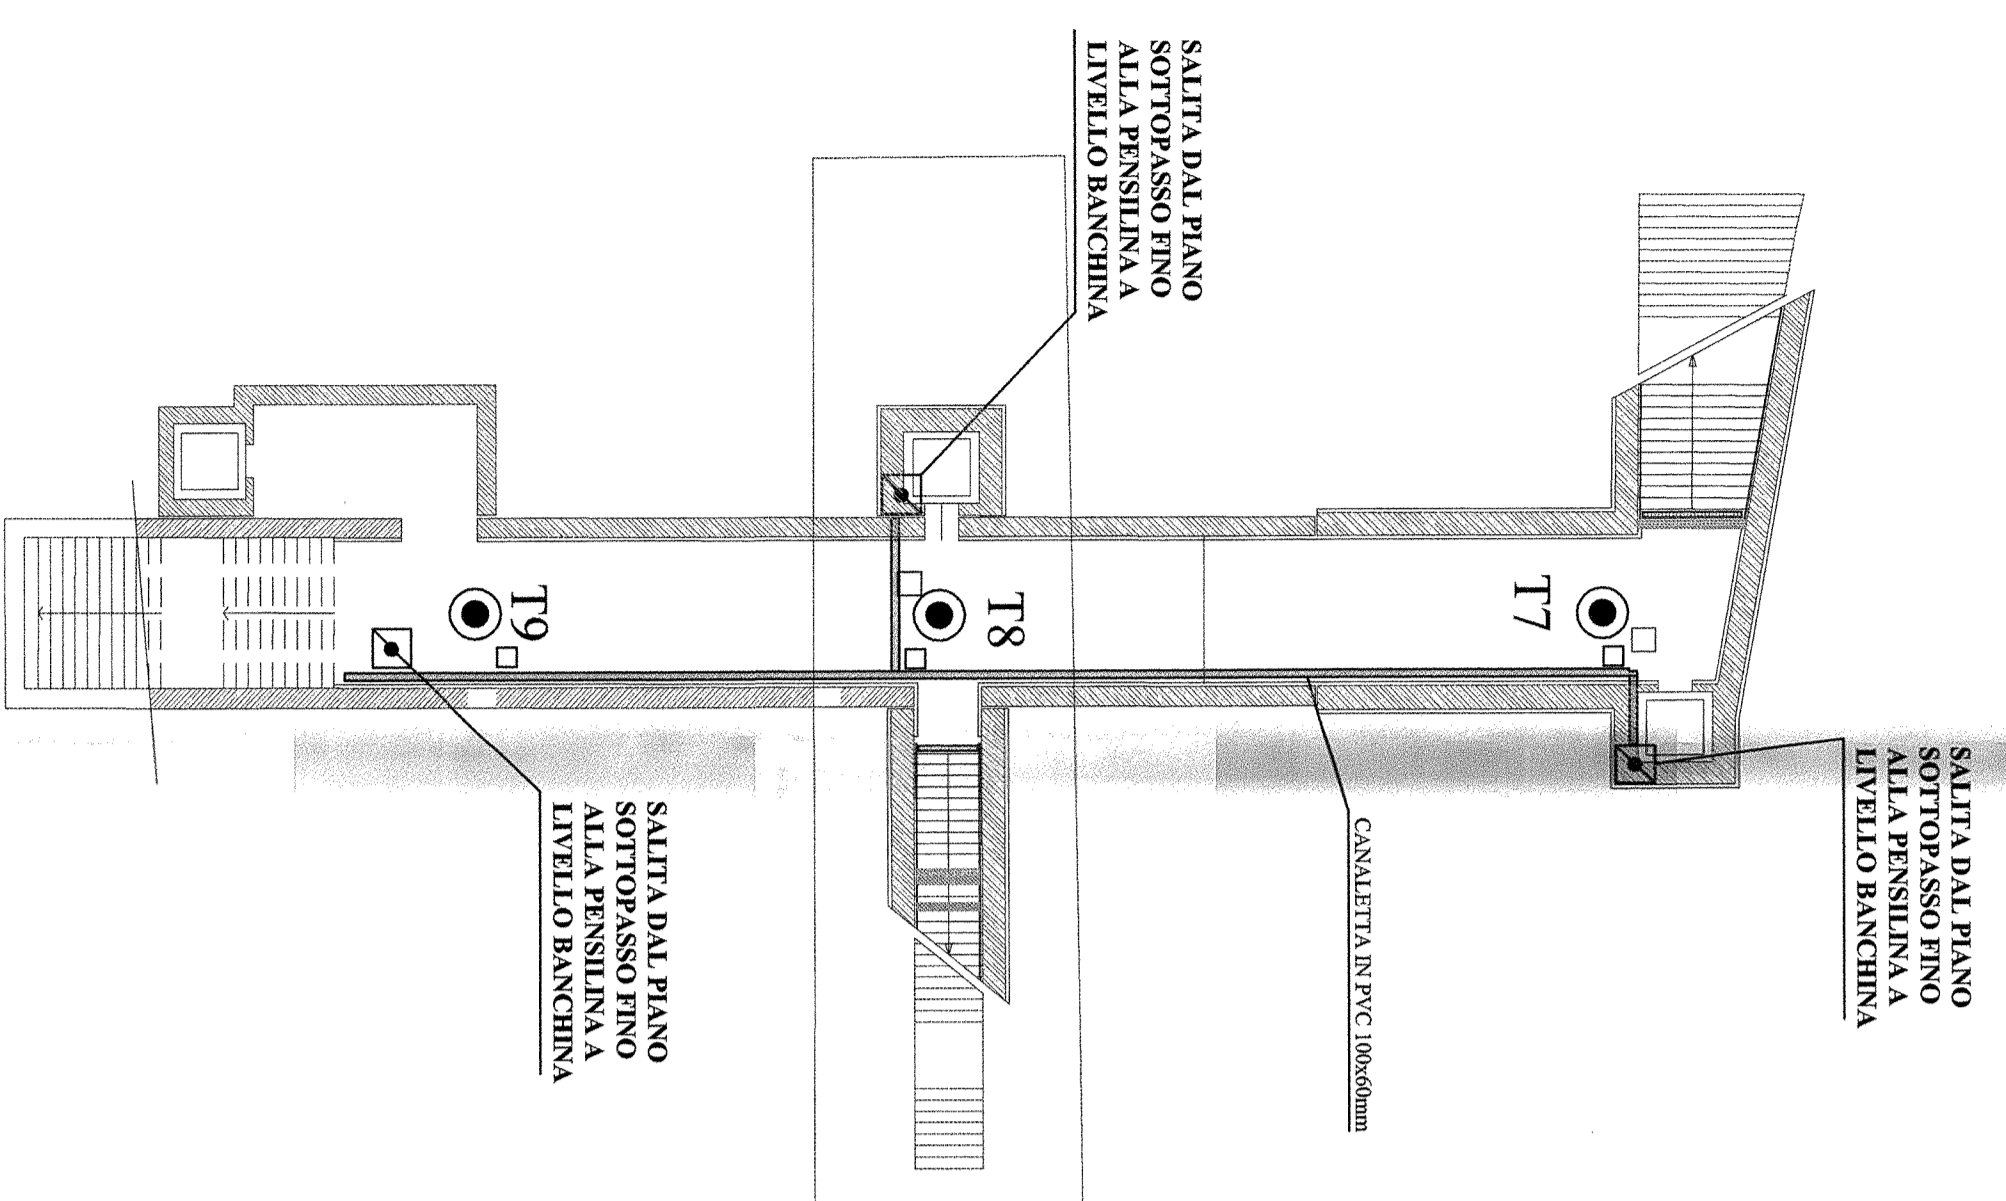 SALITA DAL PIANO
SOTTOPASSO FINO
ALLA PENSILINA A
LIVELLO BANCHINA
T7
T8
T9
SALITA DAL PIANO
SOTTOPASSO FINO
ALLA PENSILINA A
LIVELLO BANCHINA
CANALETTA IN PVC 100x60mm
SALITA DAL PIANO
SOTTOPASSO FINO
ALLA PENSILINA A
LIVELLO BANCHINA